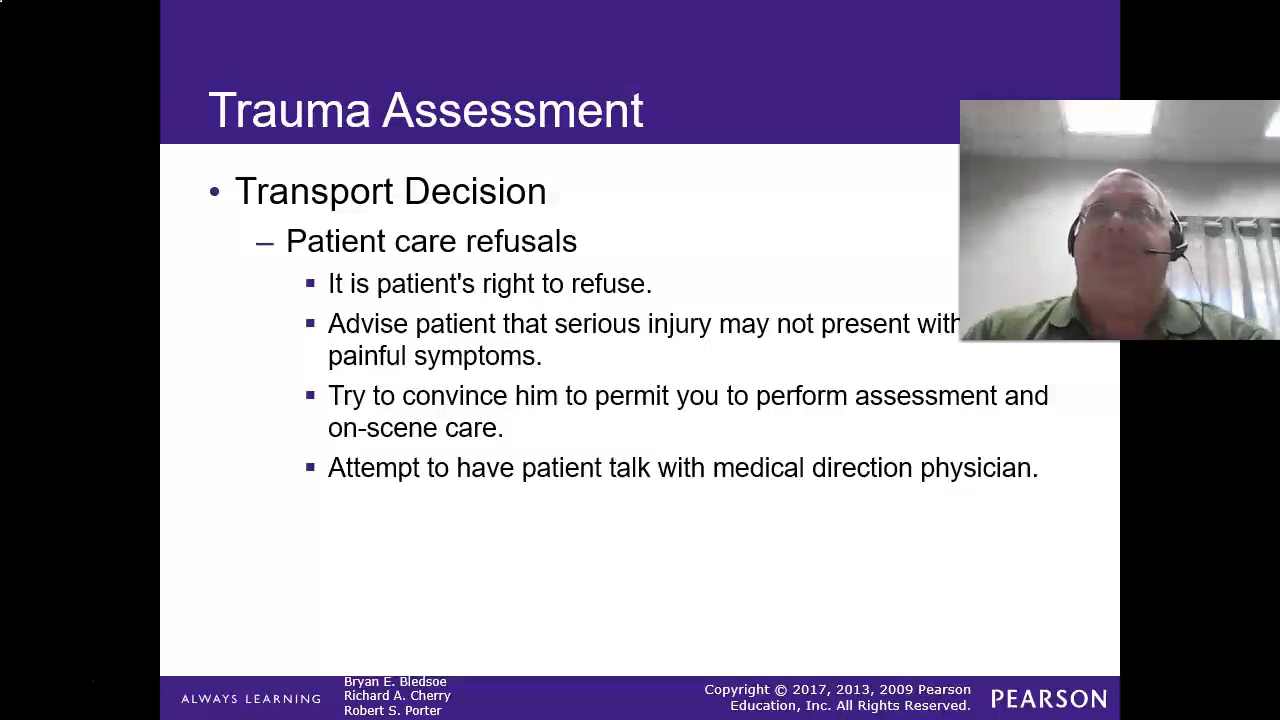 Trauma Assessment
• Transport Decision
– Patient care refusals
▪ It is patient's right to refuse.
▪ Advise patient that serious injury may not present with
painful symptoms.
▪ Try to convince him to permit you to perform assessment and
on-scene care.
▪ Attempt to have patient talk with medical direction physician.
ALWAYS LEARNING
Bryan E. Bledsoe
Richard A. Cherry
Robert S. Porter
Copyright © 2017, 2013, 2009 Pearson
Education, Inc. All Rights Reserved.
PEARSON